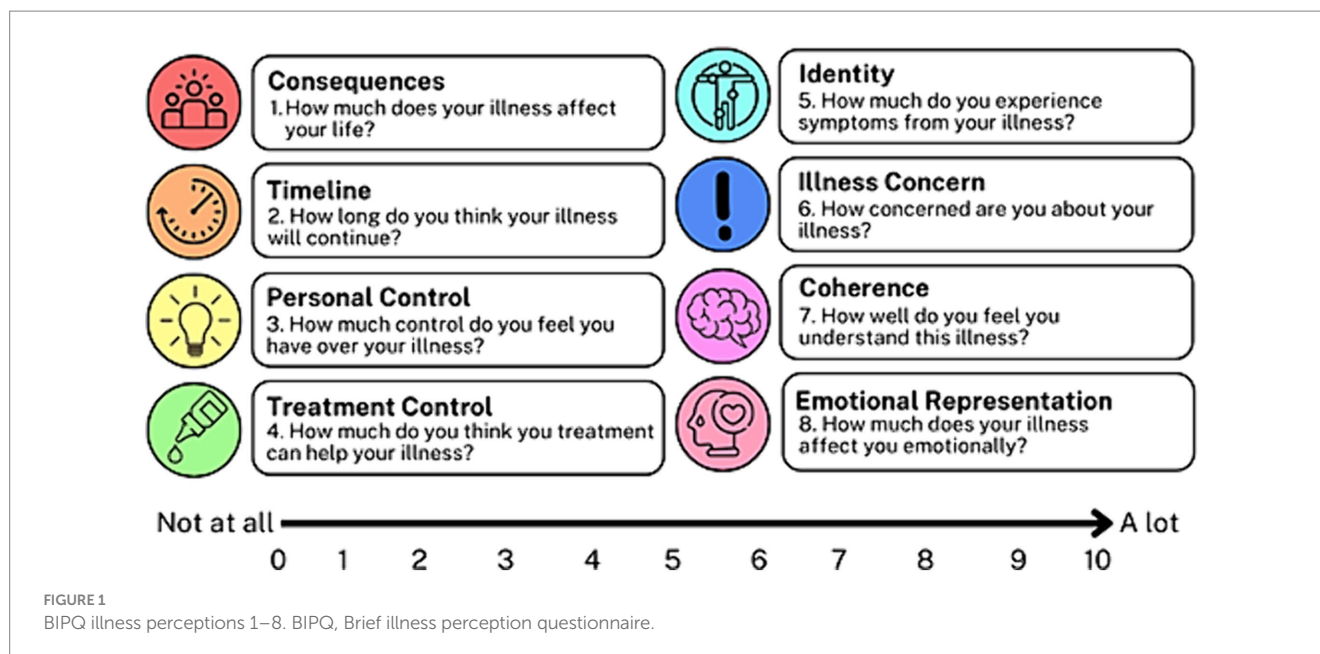 Consequences
1. How much does your illness affect
your life?
Timeline
2. How long do you think your illness
will continue?
Personal Control
3. How much control do you feel you
have over your illness?
Treatment Control
4. How much do you think you treatment
can help your illness?
Identity
5. How much do you experience
symptoms from your illness?
Illness Concern
6. How concerned are you about your
illness?
Coherence
7. How well do you feel you
understand this illness?
Emotional Representation
8. How much does your illness
affect you emotionally?
Not at all A lot
0 1 2 3 4 5 6 7 8 9 10
FIGURE 1
BIPQ illness perceptions 1–8. BIPQ, Brief illness perception questionnaire.